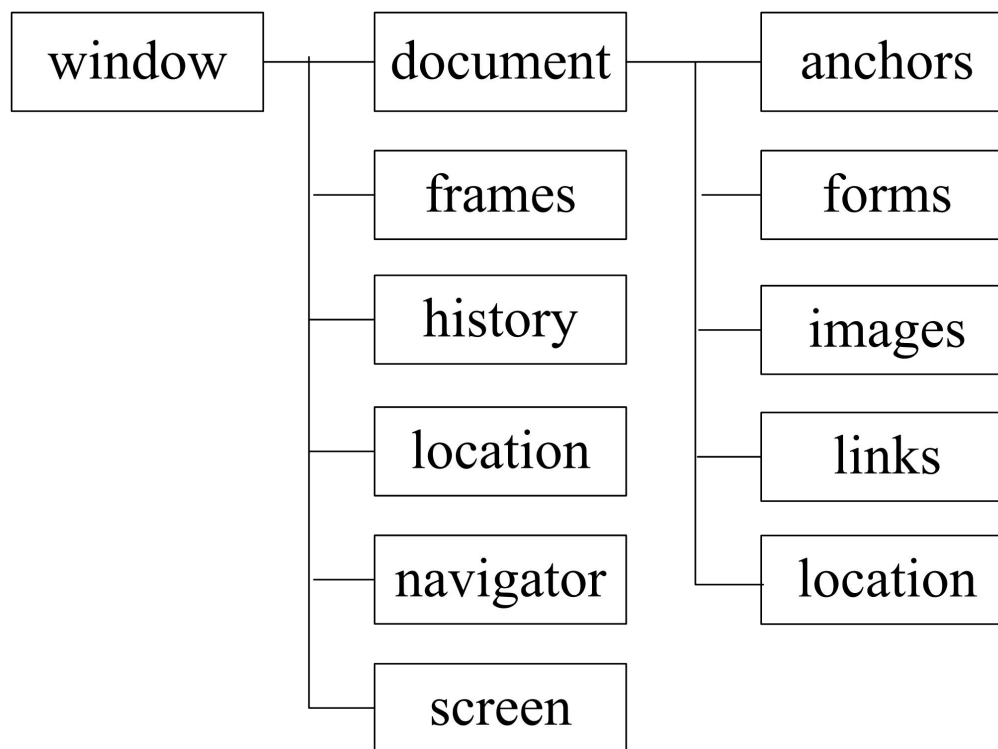 window
document
anchors
frames
forms
history
images
location
links
navigator
location
screen